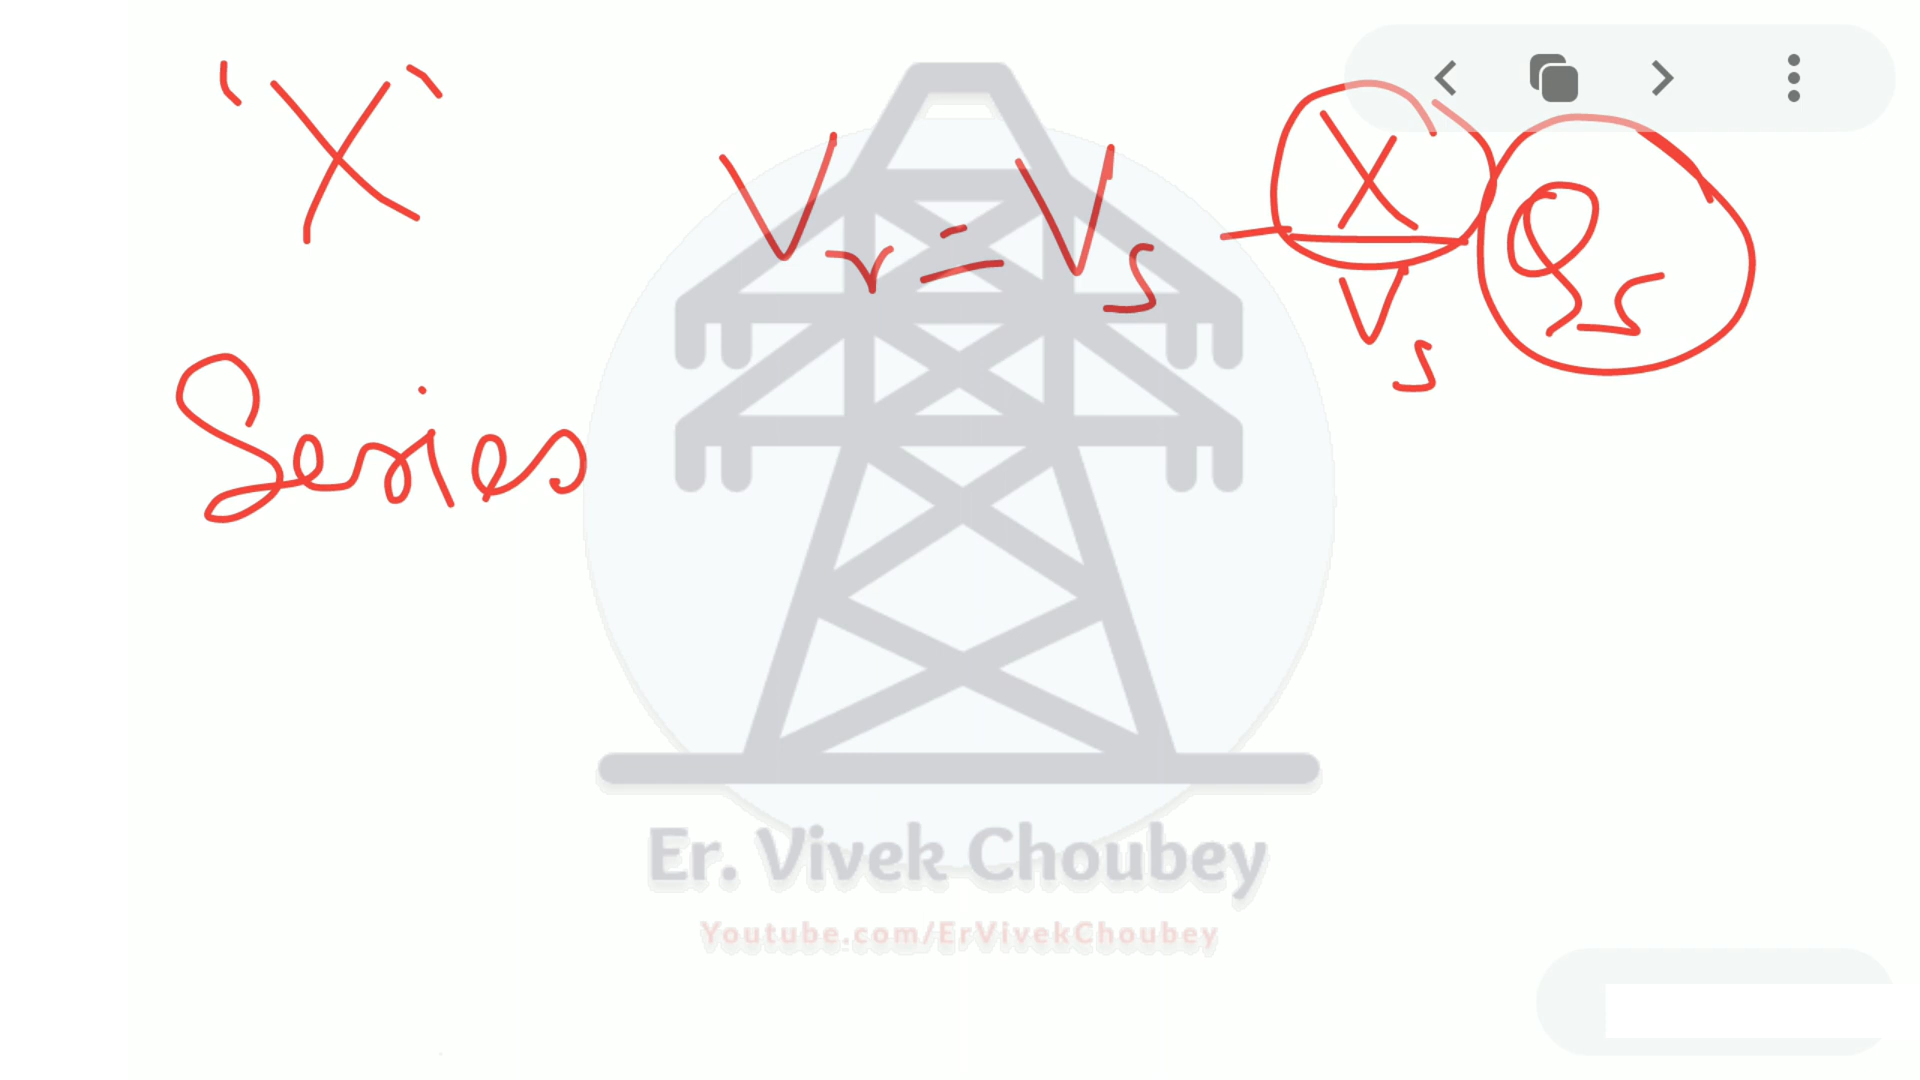 "X"
Vr = Vs - X/Vs Qs
Series
Er. Vivek Choubey
Youtube.com/ErVivekChoubey